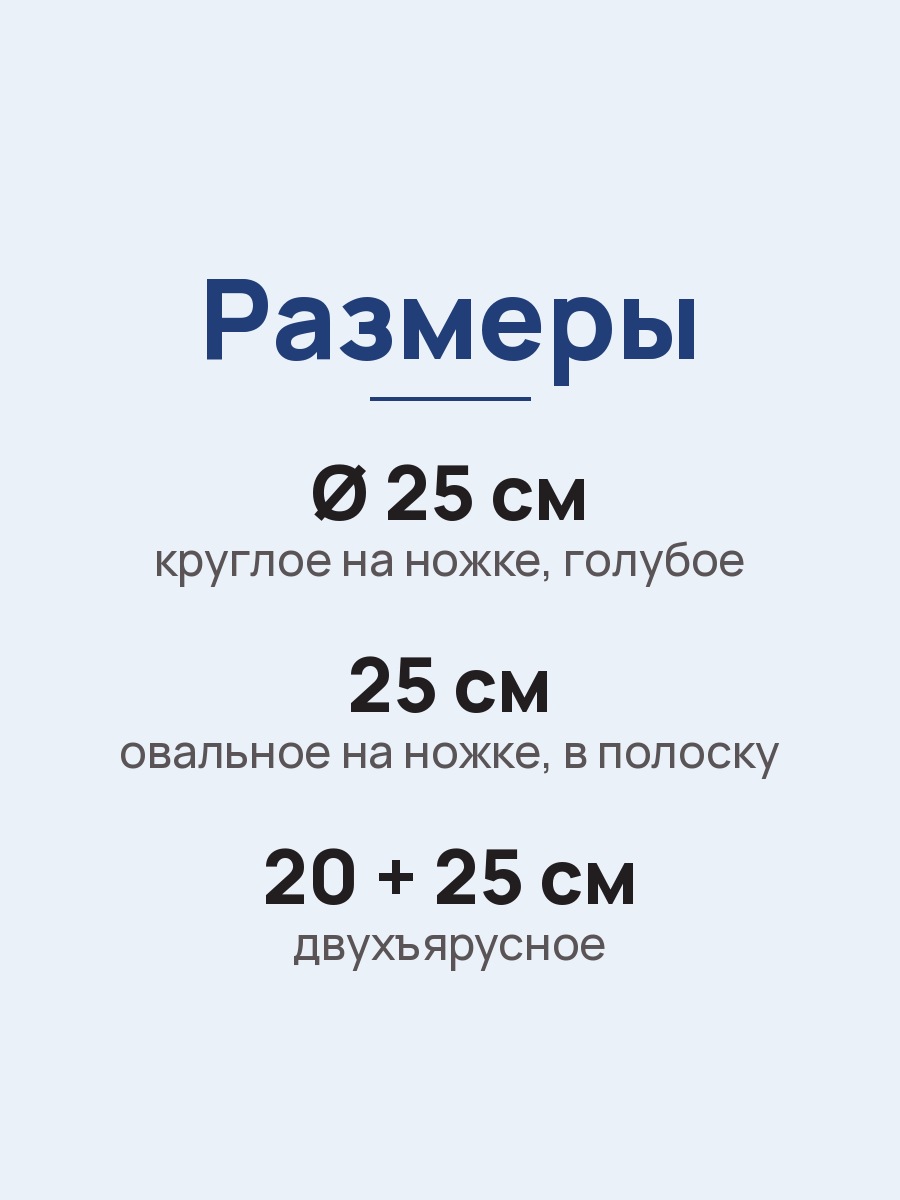 Размеры
Ø 25 см
круглое на ножке, голубое
25 см
овальное на ножке, в полоску
20 + 25 см
двухъярусное